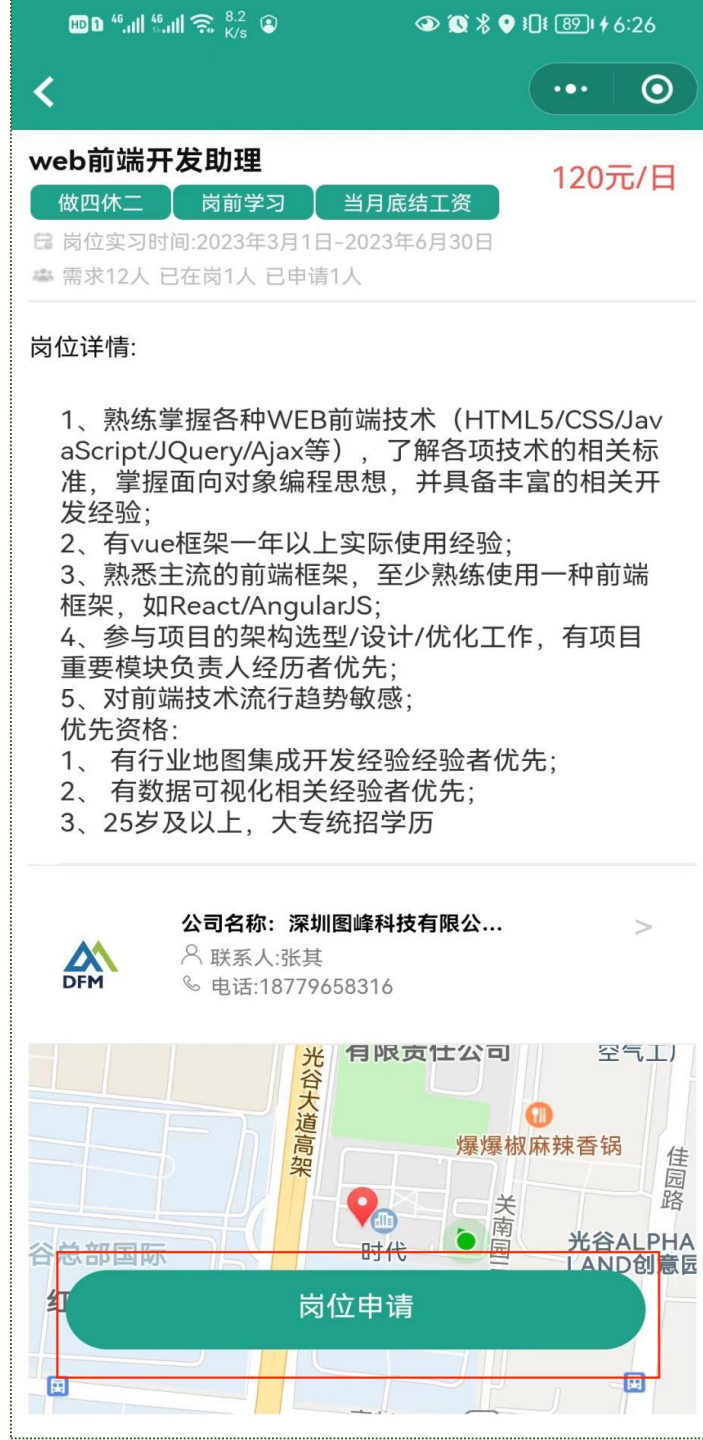 HD 1 4G 4G 8.2 K/s 89 6:26
web前端开发助理
120元/日
做四休二 岗前学习 当月底结工资
岗位实习时间:2023年3月1日-2023年6月30日
需求12人 已在岗1人 已申请1人
岗位详情:
1、熟练掌握各种WEB前端技术（HTML5/CSS/Jav
aScript/JQuery/Ajax等），了解各项技术的相关标
准，掌握面向对象编程思想，并具备丰富的相关开
发经验;
2、有vue框架一年以上实际使用经验;
3、熟悉主流的前端框架，至少熟练使用一种前端
框架，如React/AngularJS;
4、参与项目的架构选型/设计/优化工作，有项目
重要模块负责人经历者优先;
5、对前端技术流行趋势敏感;
优先资格:
1、 有行业地图集成开发经验经验者优先;
2、 有数据可视化相关经验者优先;
3、25岁及以上，大专统招学历
公司名称：深圳图峰科技有限公...
>
联系人:张其
DFM
电话:18779658316
有限责任公司
空气工厂
光谷大道高架
爆爆椒麻辣香锅
佳园路
关南园
时代
光谷ALPHA
LAND创意园
谷总部国际
岗位申请